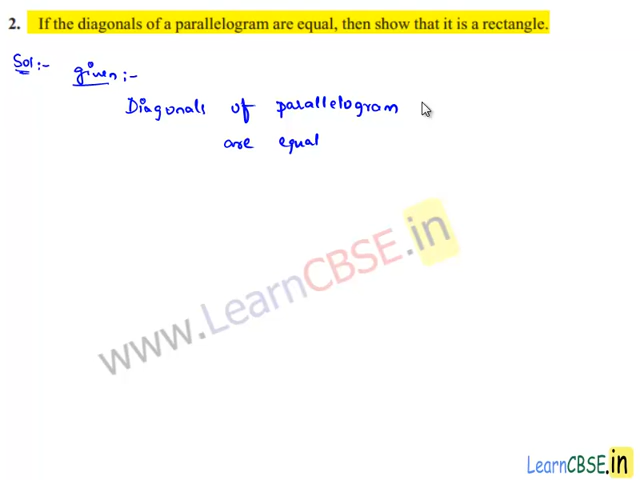 2. If the diagonals of a parallelogram are equal, then show that it is a rectangle.
Sol:-
given:-
Diagonals of parallelogram
are equal
www.LearnCBSE.in
LearnCBSE.in